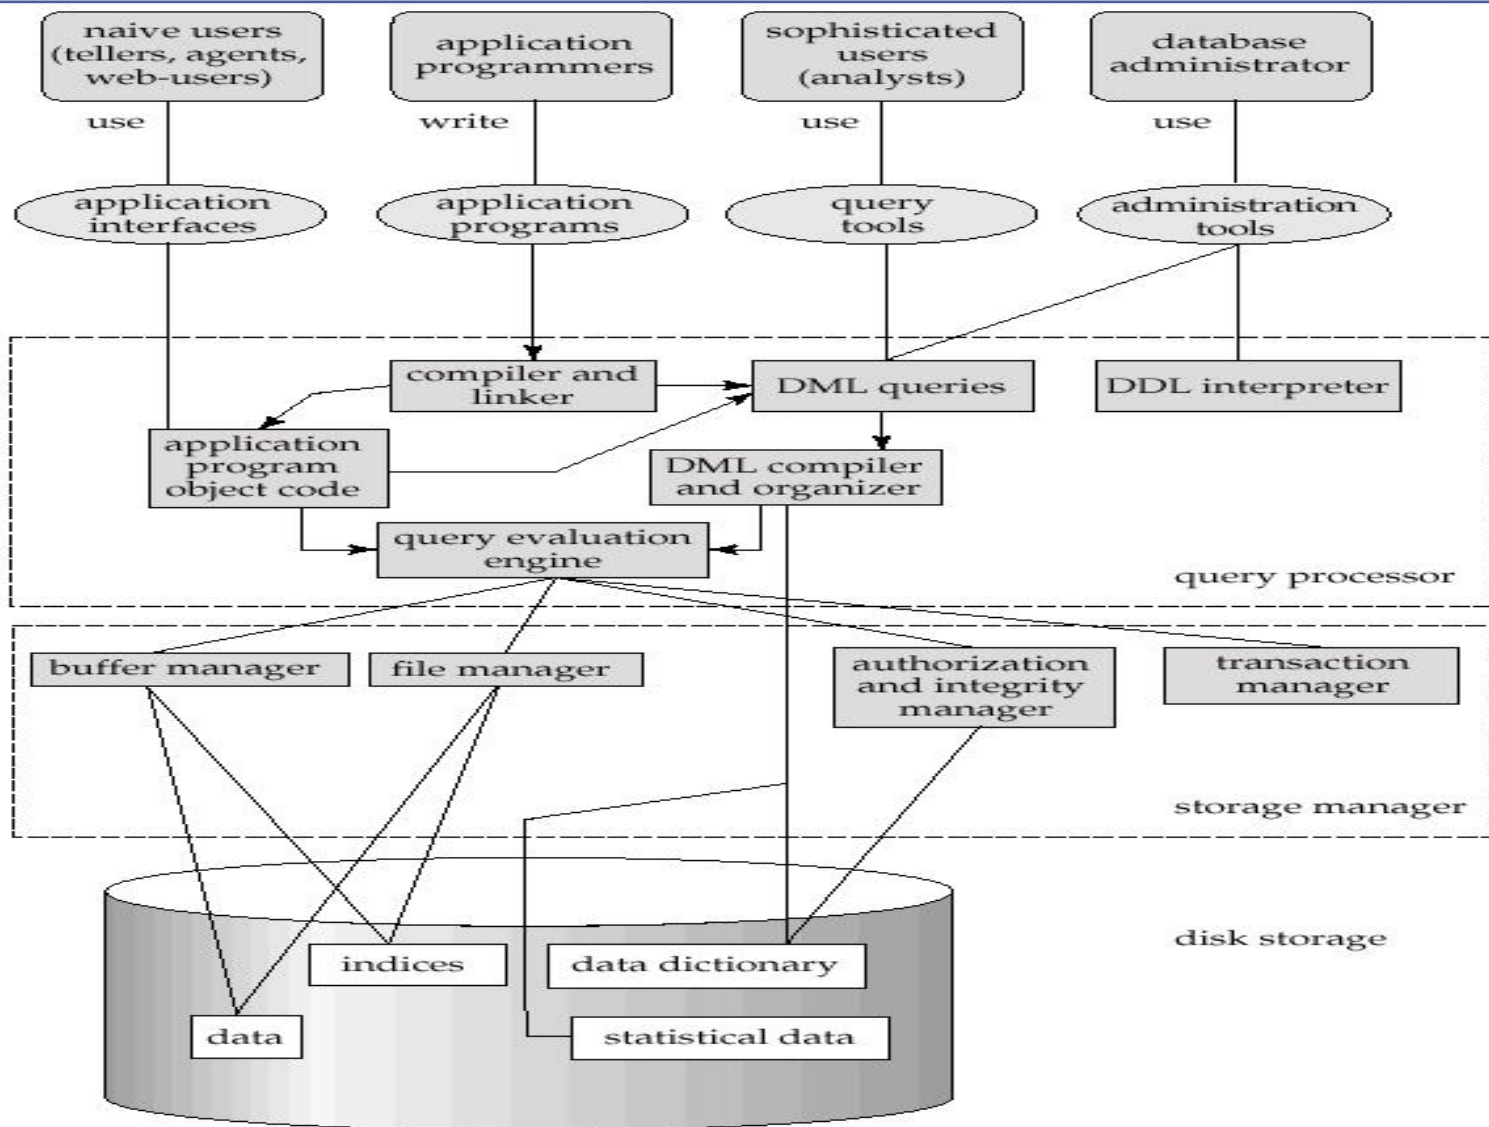 naive users
(tellers, agents,
web-users)
application
programmers
sophisticated
users
(analysts)
database
administrator
use
write
use
use
application
interfaces
application
programs
query
tools
administration
tools
compiler and
linker
DML queries
DDL interpreter
application
program
object code
DML compiler
and organizer
query evaluation
engine
query processor
buffer manager
file manager
authorization
and integrity
manager
transaction
manager
storage manager
disk storage
indices
data dictionary
data
statistical data